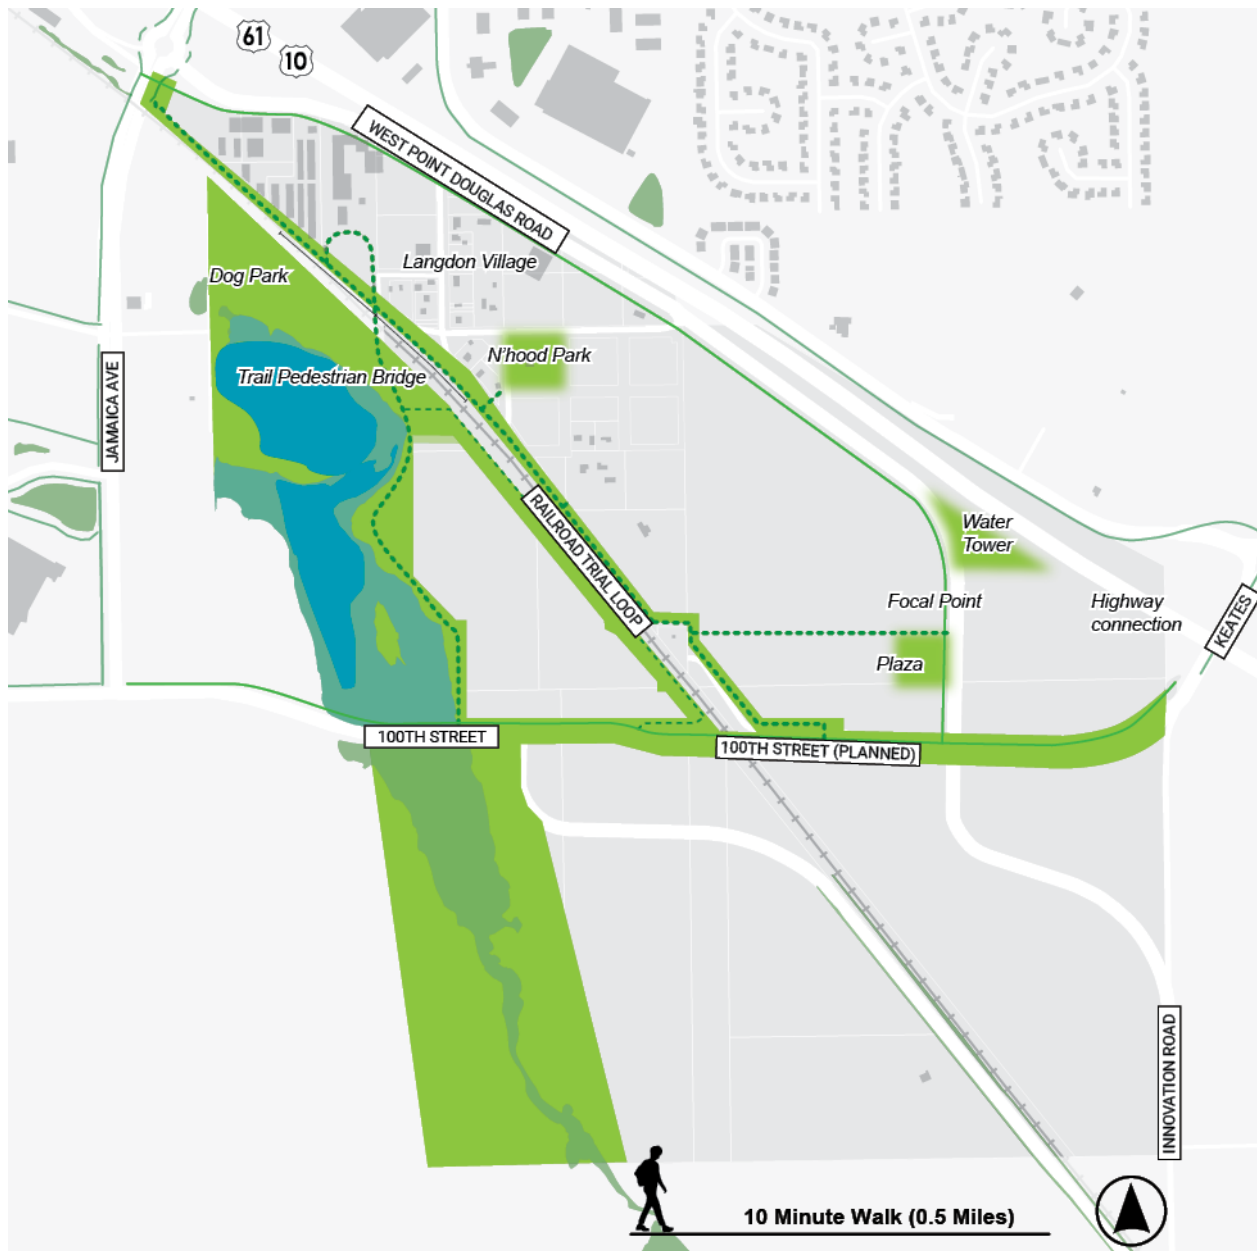 61
10
WEST POINT DOUGLAS ROAD
Langdon Village
Dog Park
N'hood Park
Trail Pedestrian Bridge
JAMAICA AVE
RAILROAD TRIAL LOOP
Water
Tower
Focal Point
Highway
connection
KEATES
Plaza
100TH STREET
100TH STREET (PLANNED)
INNOVATION ROAD
10 Minute Walk (0.5 Miles)